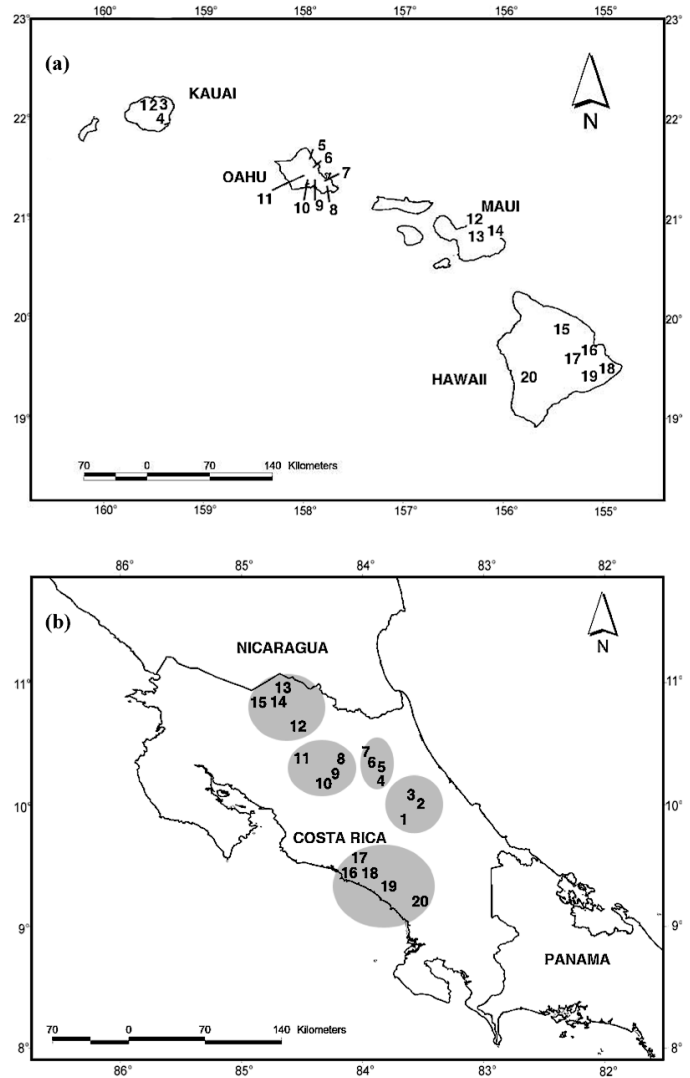 160° 159° 158° 157° 156° 155°
23°
23°
(a)
KAUAI
N
22°
1 2 3
22°
4
5
6
OAHU
7
11
10 9 8
MAUI
12
21°
13 14
21°
20°
20°
15
16
17
18
HAWAII
20
19
19°
19°
70 0 70 140 Kilometers
160° 159° 158° 157° 156° 155°
86° 85° 84° 83° 82°
(b)
NICARAGUA
N
11°
13
11°
15 14
12
7
11 8
6 5
9
10
4
3
10°
2
10°
1
COSTA RICA
17
16 18
19
20
9°
9°
PANAMA
70 0 70 140 Kilometers
8°
8°
86° 85° 84° 83° 82°